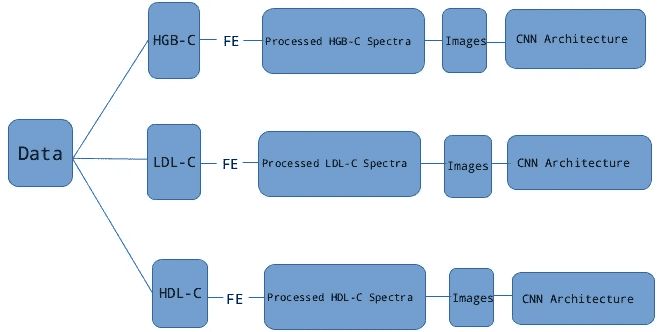 HGB-C FE Processed HGB-C Spectra Images CNN Architecture
Data
LDL-C FE Processed LDL-C Spectra Images CNN Architecture
HDL-C FE Processed HDL-C Spectra Images CNN Architecture